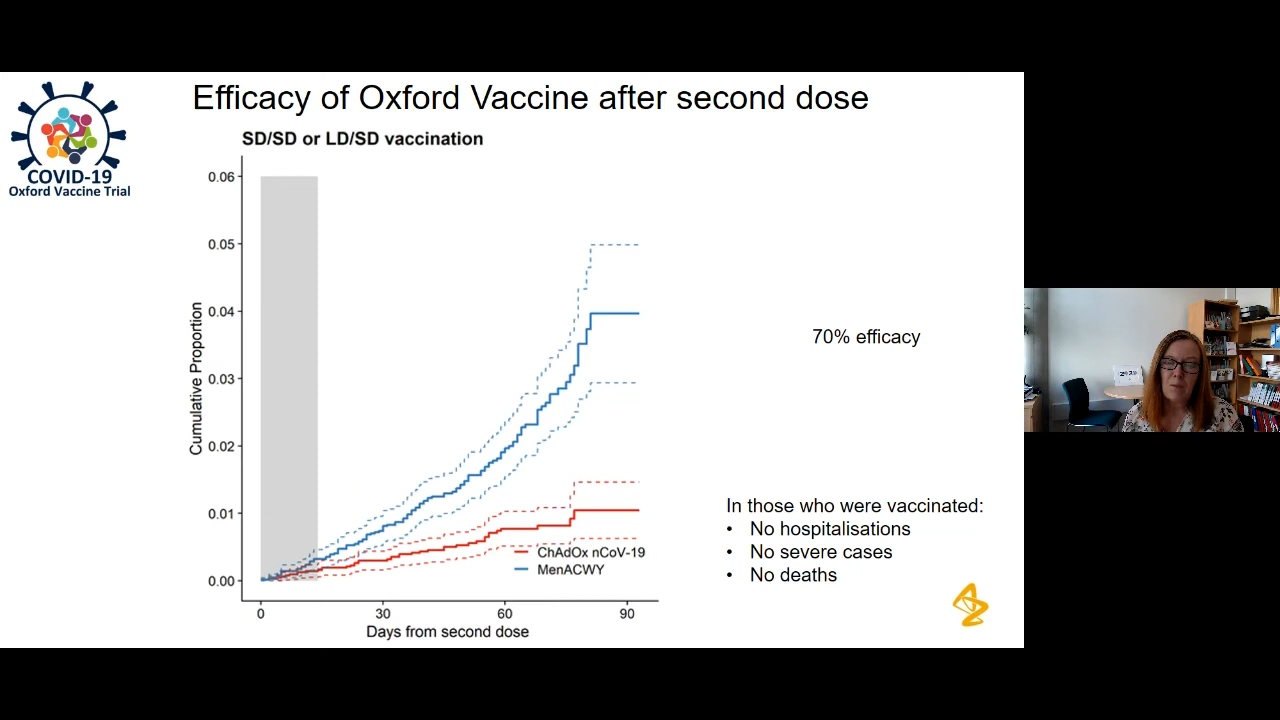 Efficacy of Oxford Vaccine after second dose
COVID-19
Oxford Vaccine Trial
SD/SD or LD/SD vaccination
0.06
0.05
0.04
0.03
0.02
0.01
0.00
Cumulative Proportion
ChAdOx nCoV-19
MenACWY
0
30
60
90
Days from second dose
70% efficacy
In those who were vaccinated:
• No hospitalisations
• No severe cases
• No deaths